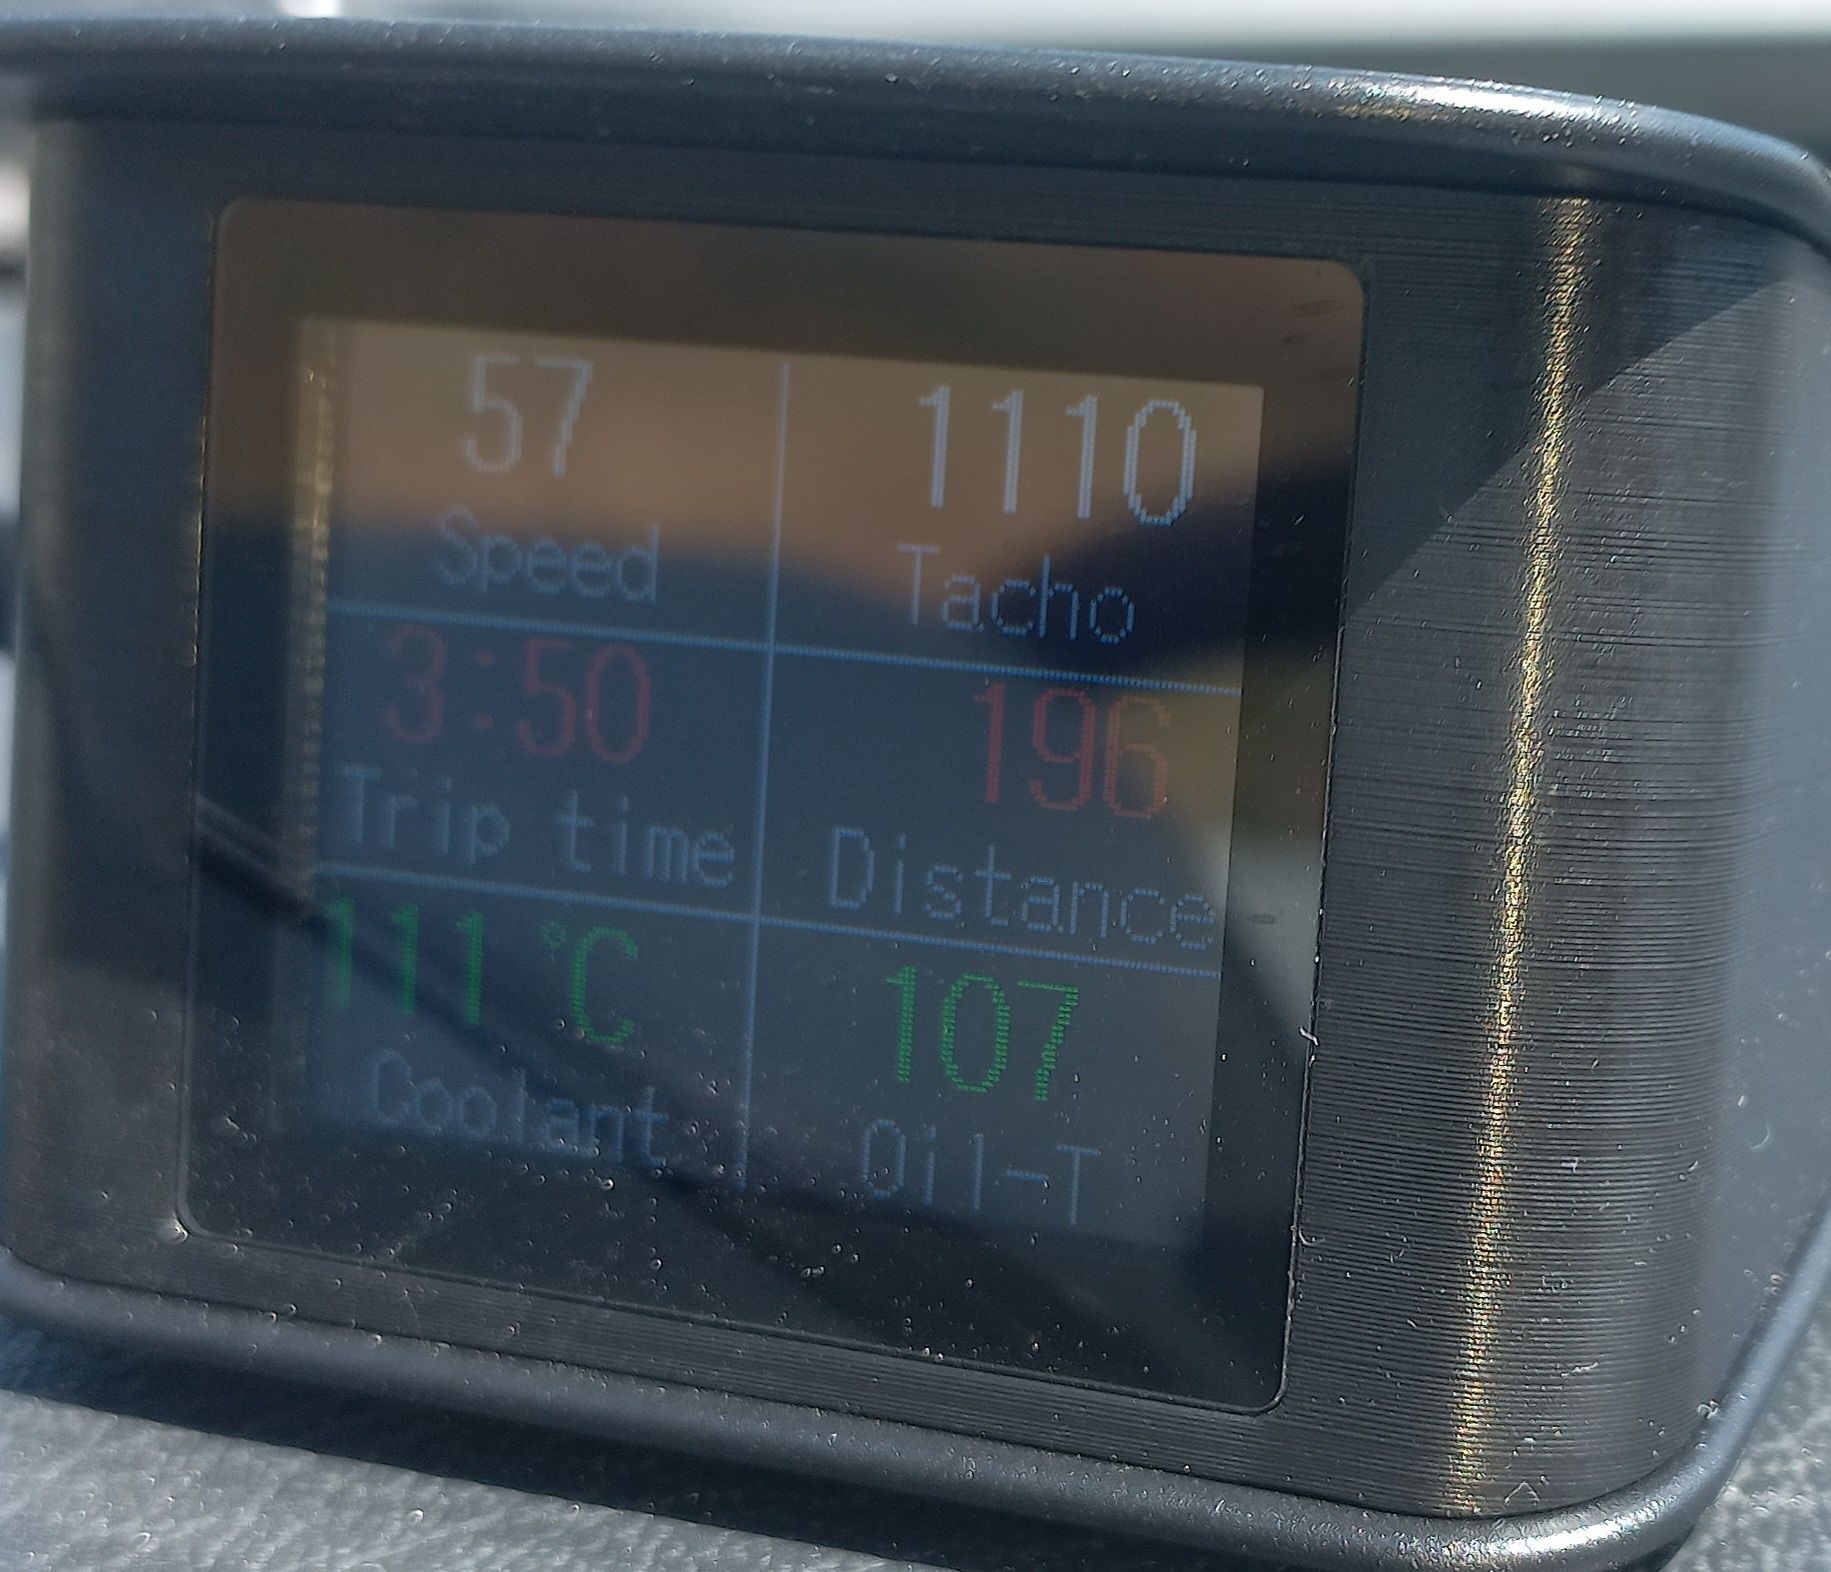 57 1110
Speed Tacho
3:50 196
Trip time Distance
111 °C 107
Coolant Oil-T